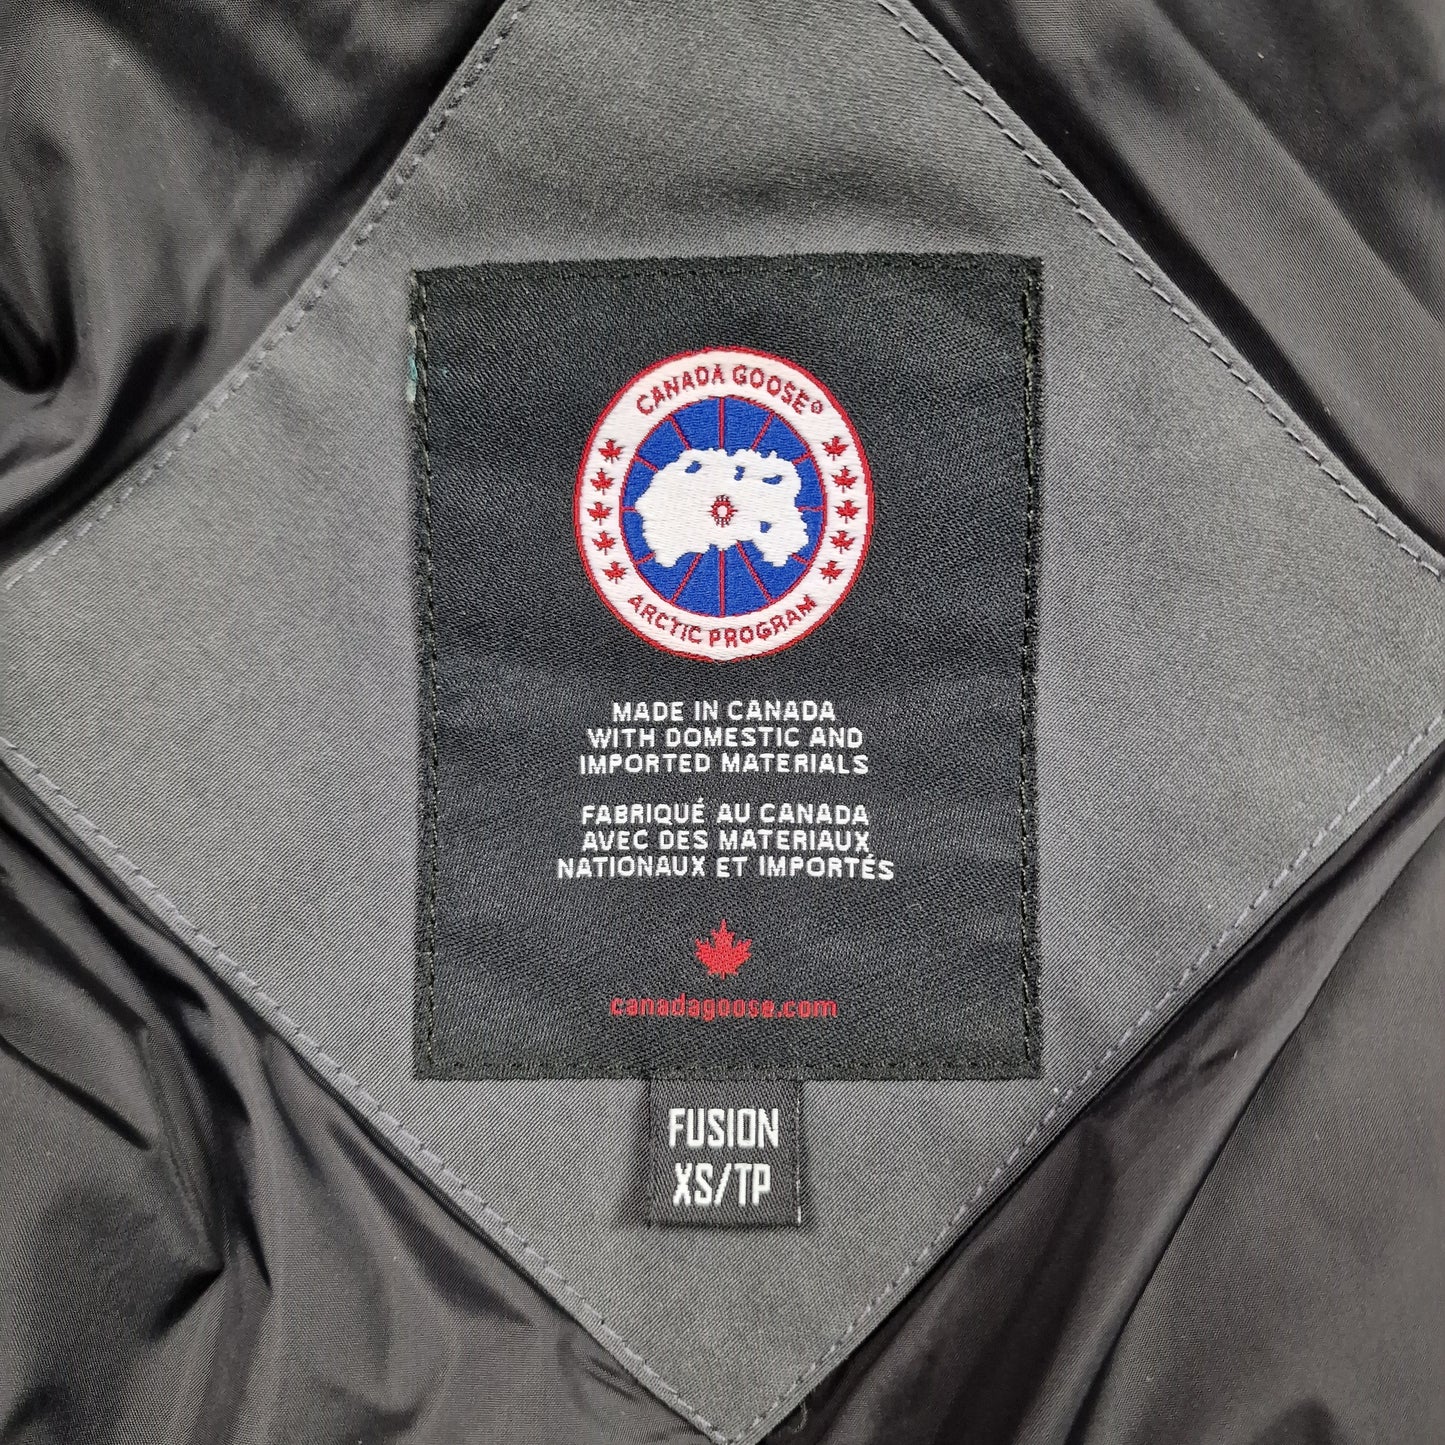 CANADA GOOSE®
ARCTIC PROGRAM
MADE IN CANADA
WITH DOMESTIC AND
IMPORTED MATERIALS
FABRIQUÉ AU CANADA
AVEC DES MATERIAUX
NATIONAUX ET IMPORTÉS
canadagoose.com
FUSION
XS/TP